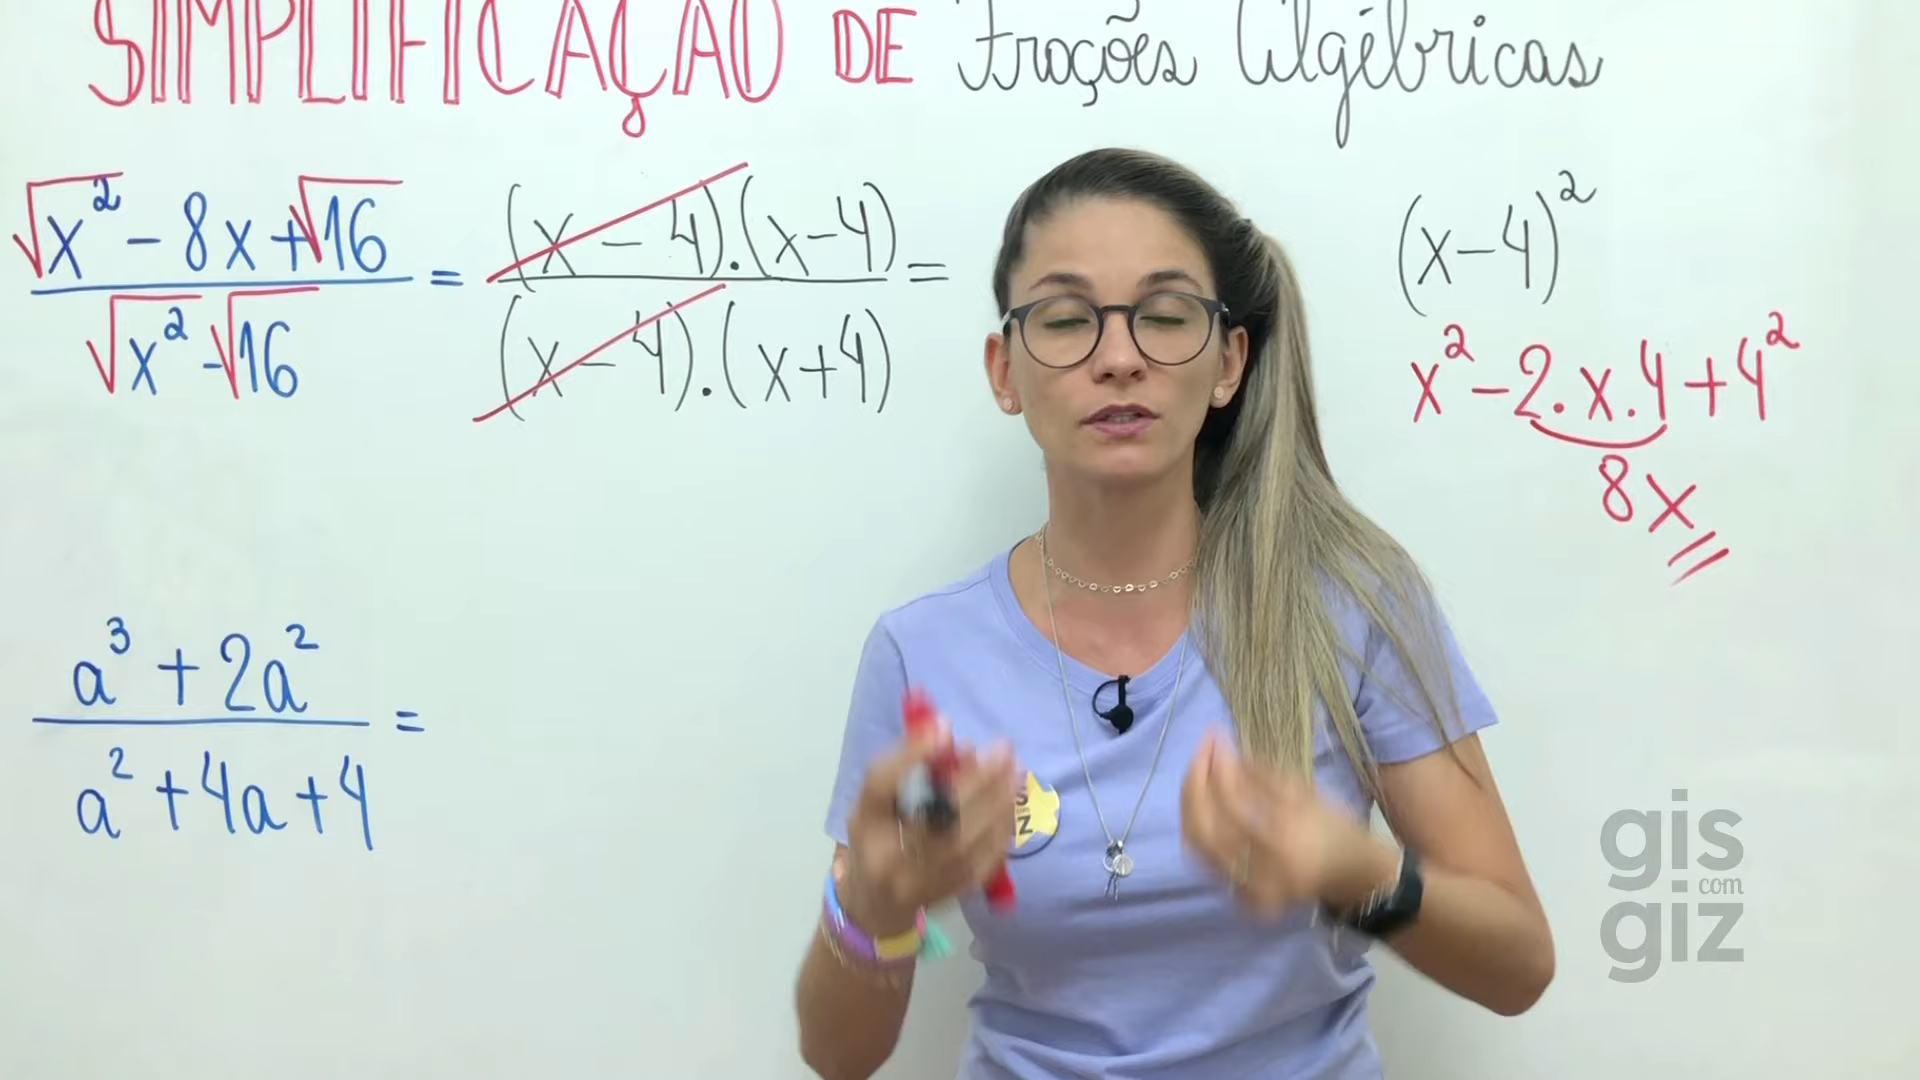 SIMPLIFICAÇÃO DE Frações Algébricas
√x² - 8x + √16 / √x² - √16 = (x - 4).(x - 4) / (x - 4).(x + 4) =
(x - 4)²
x² - 2.x.4 + 4²
8x
a³ + 2a² / a² + 4a + 4 =
S
Z
gis
com
giz